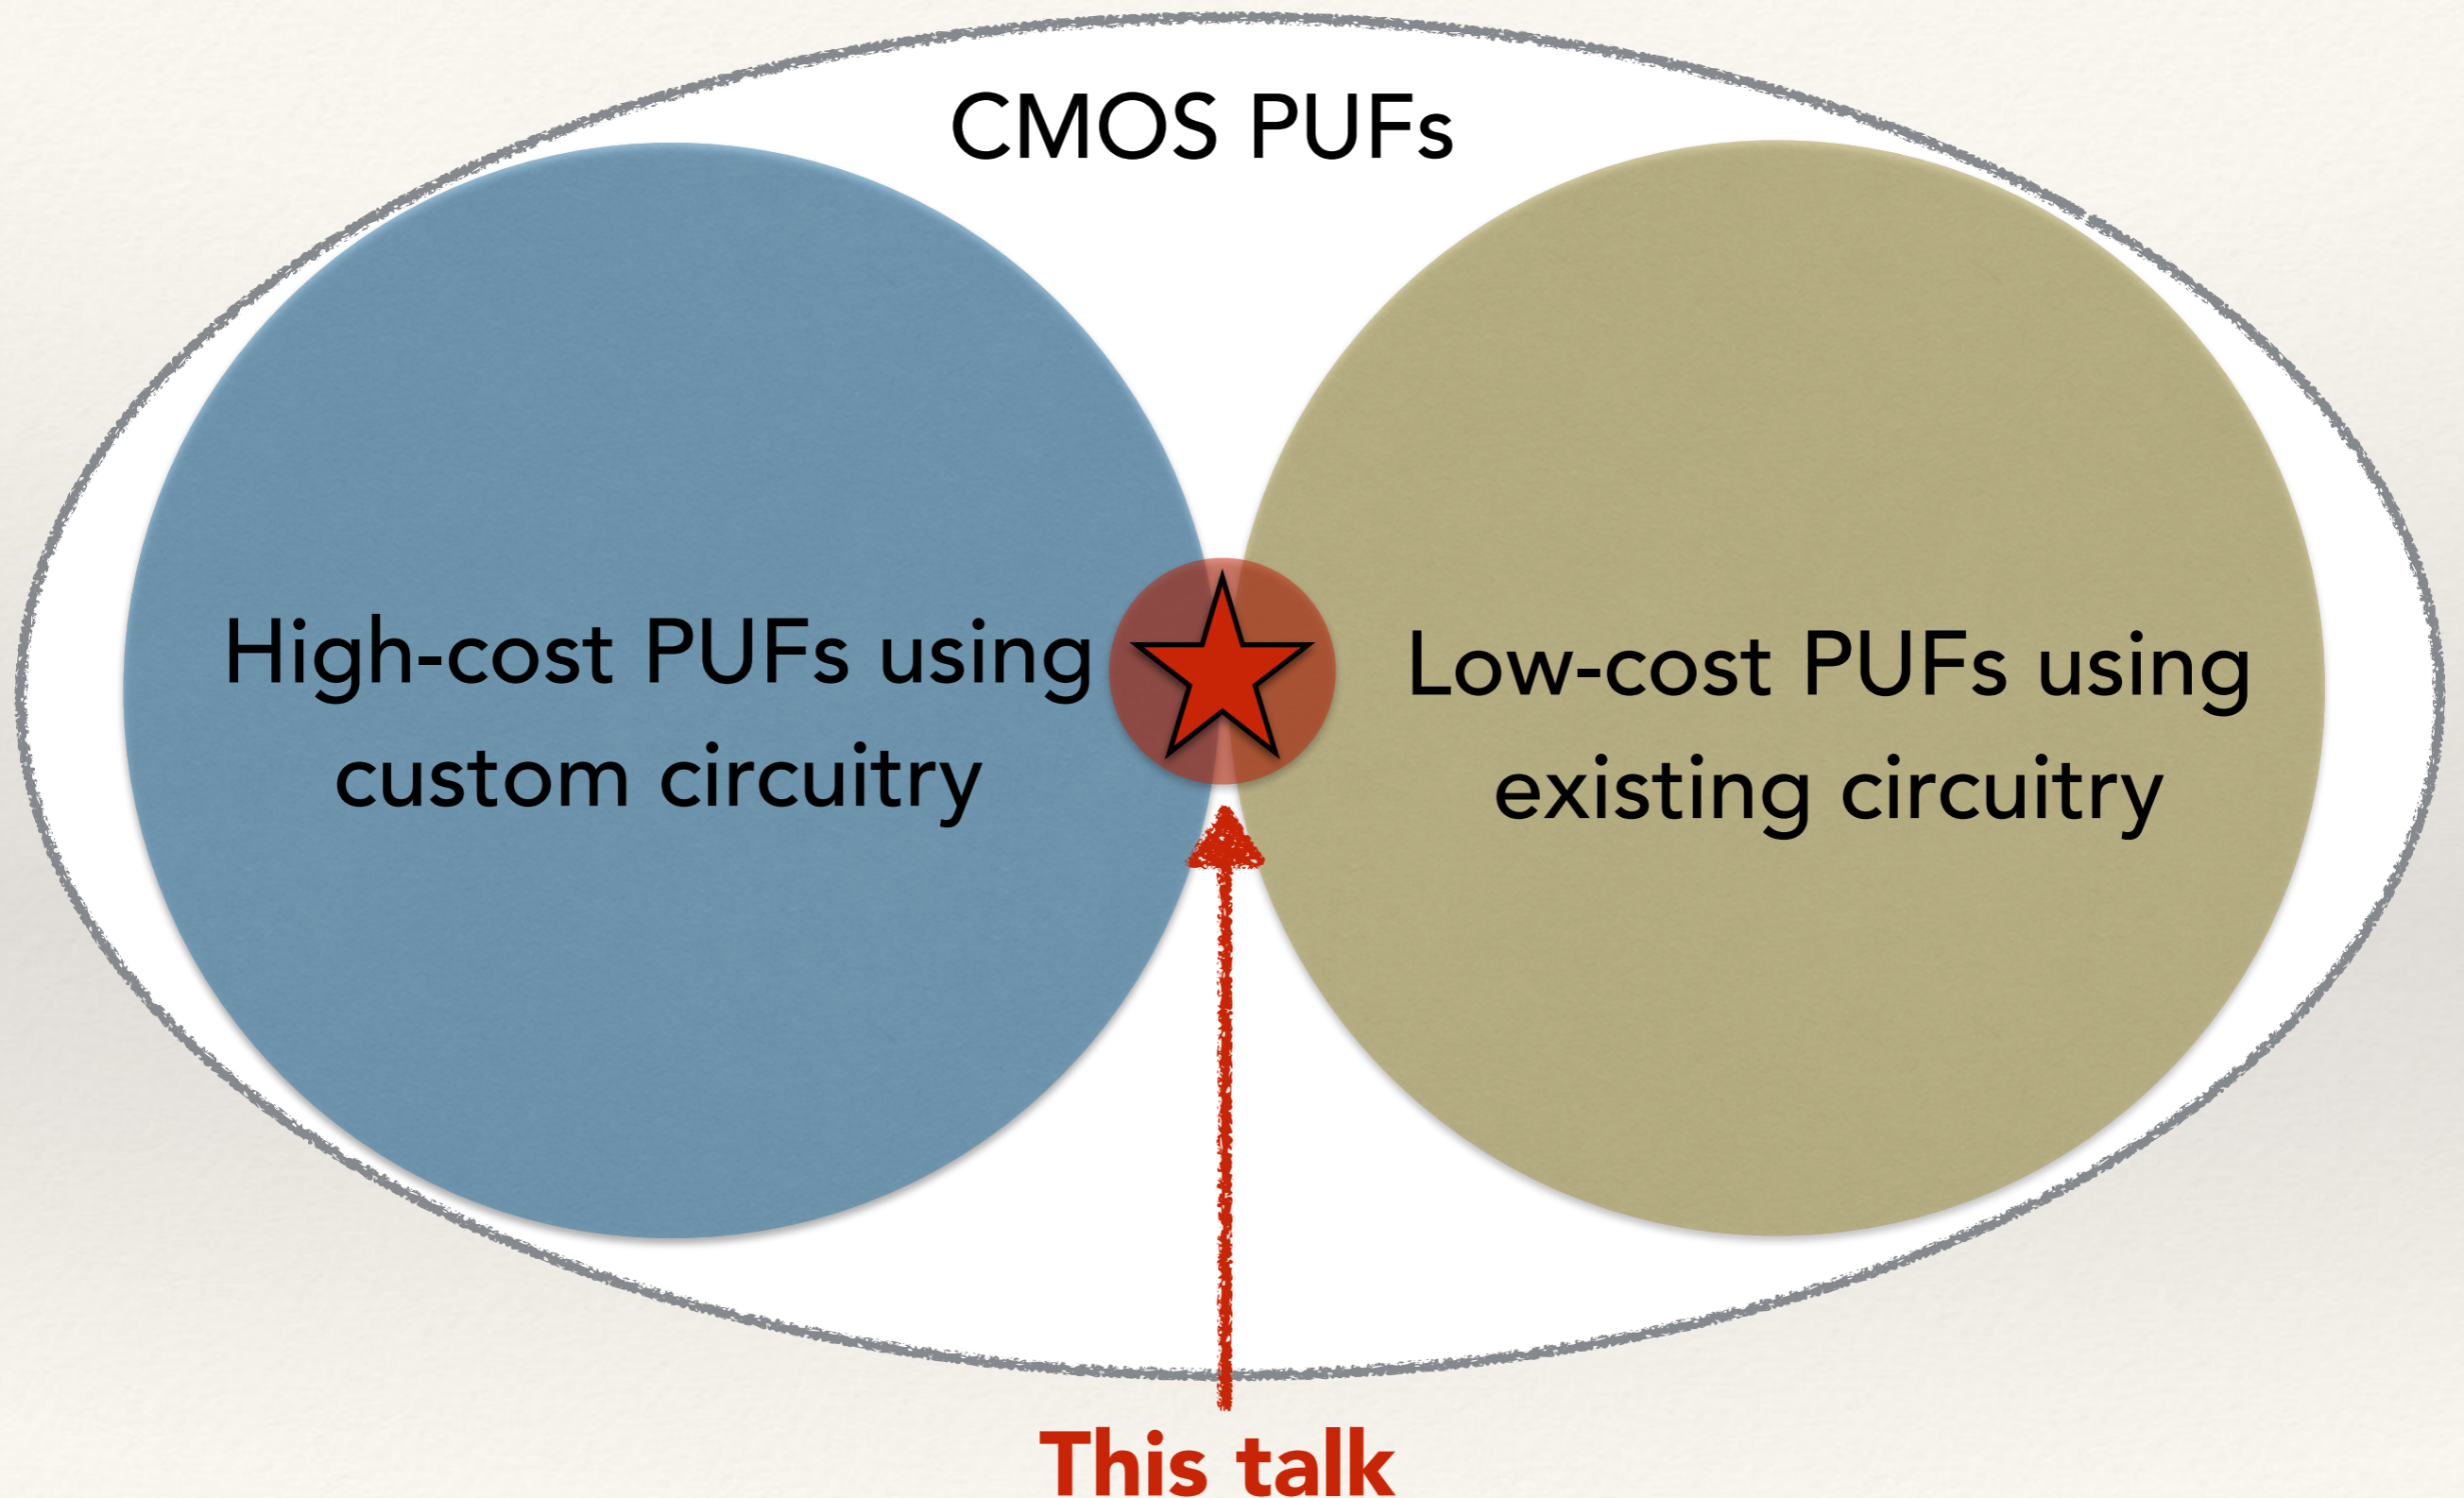 CMOS PUFs
High-cost PUFs using
custom circuitry
Low-cost PUFs using
existing circuitry
This talk